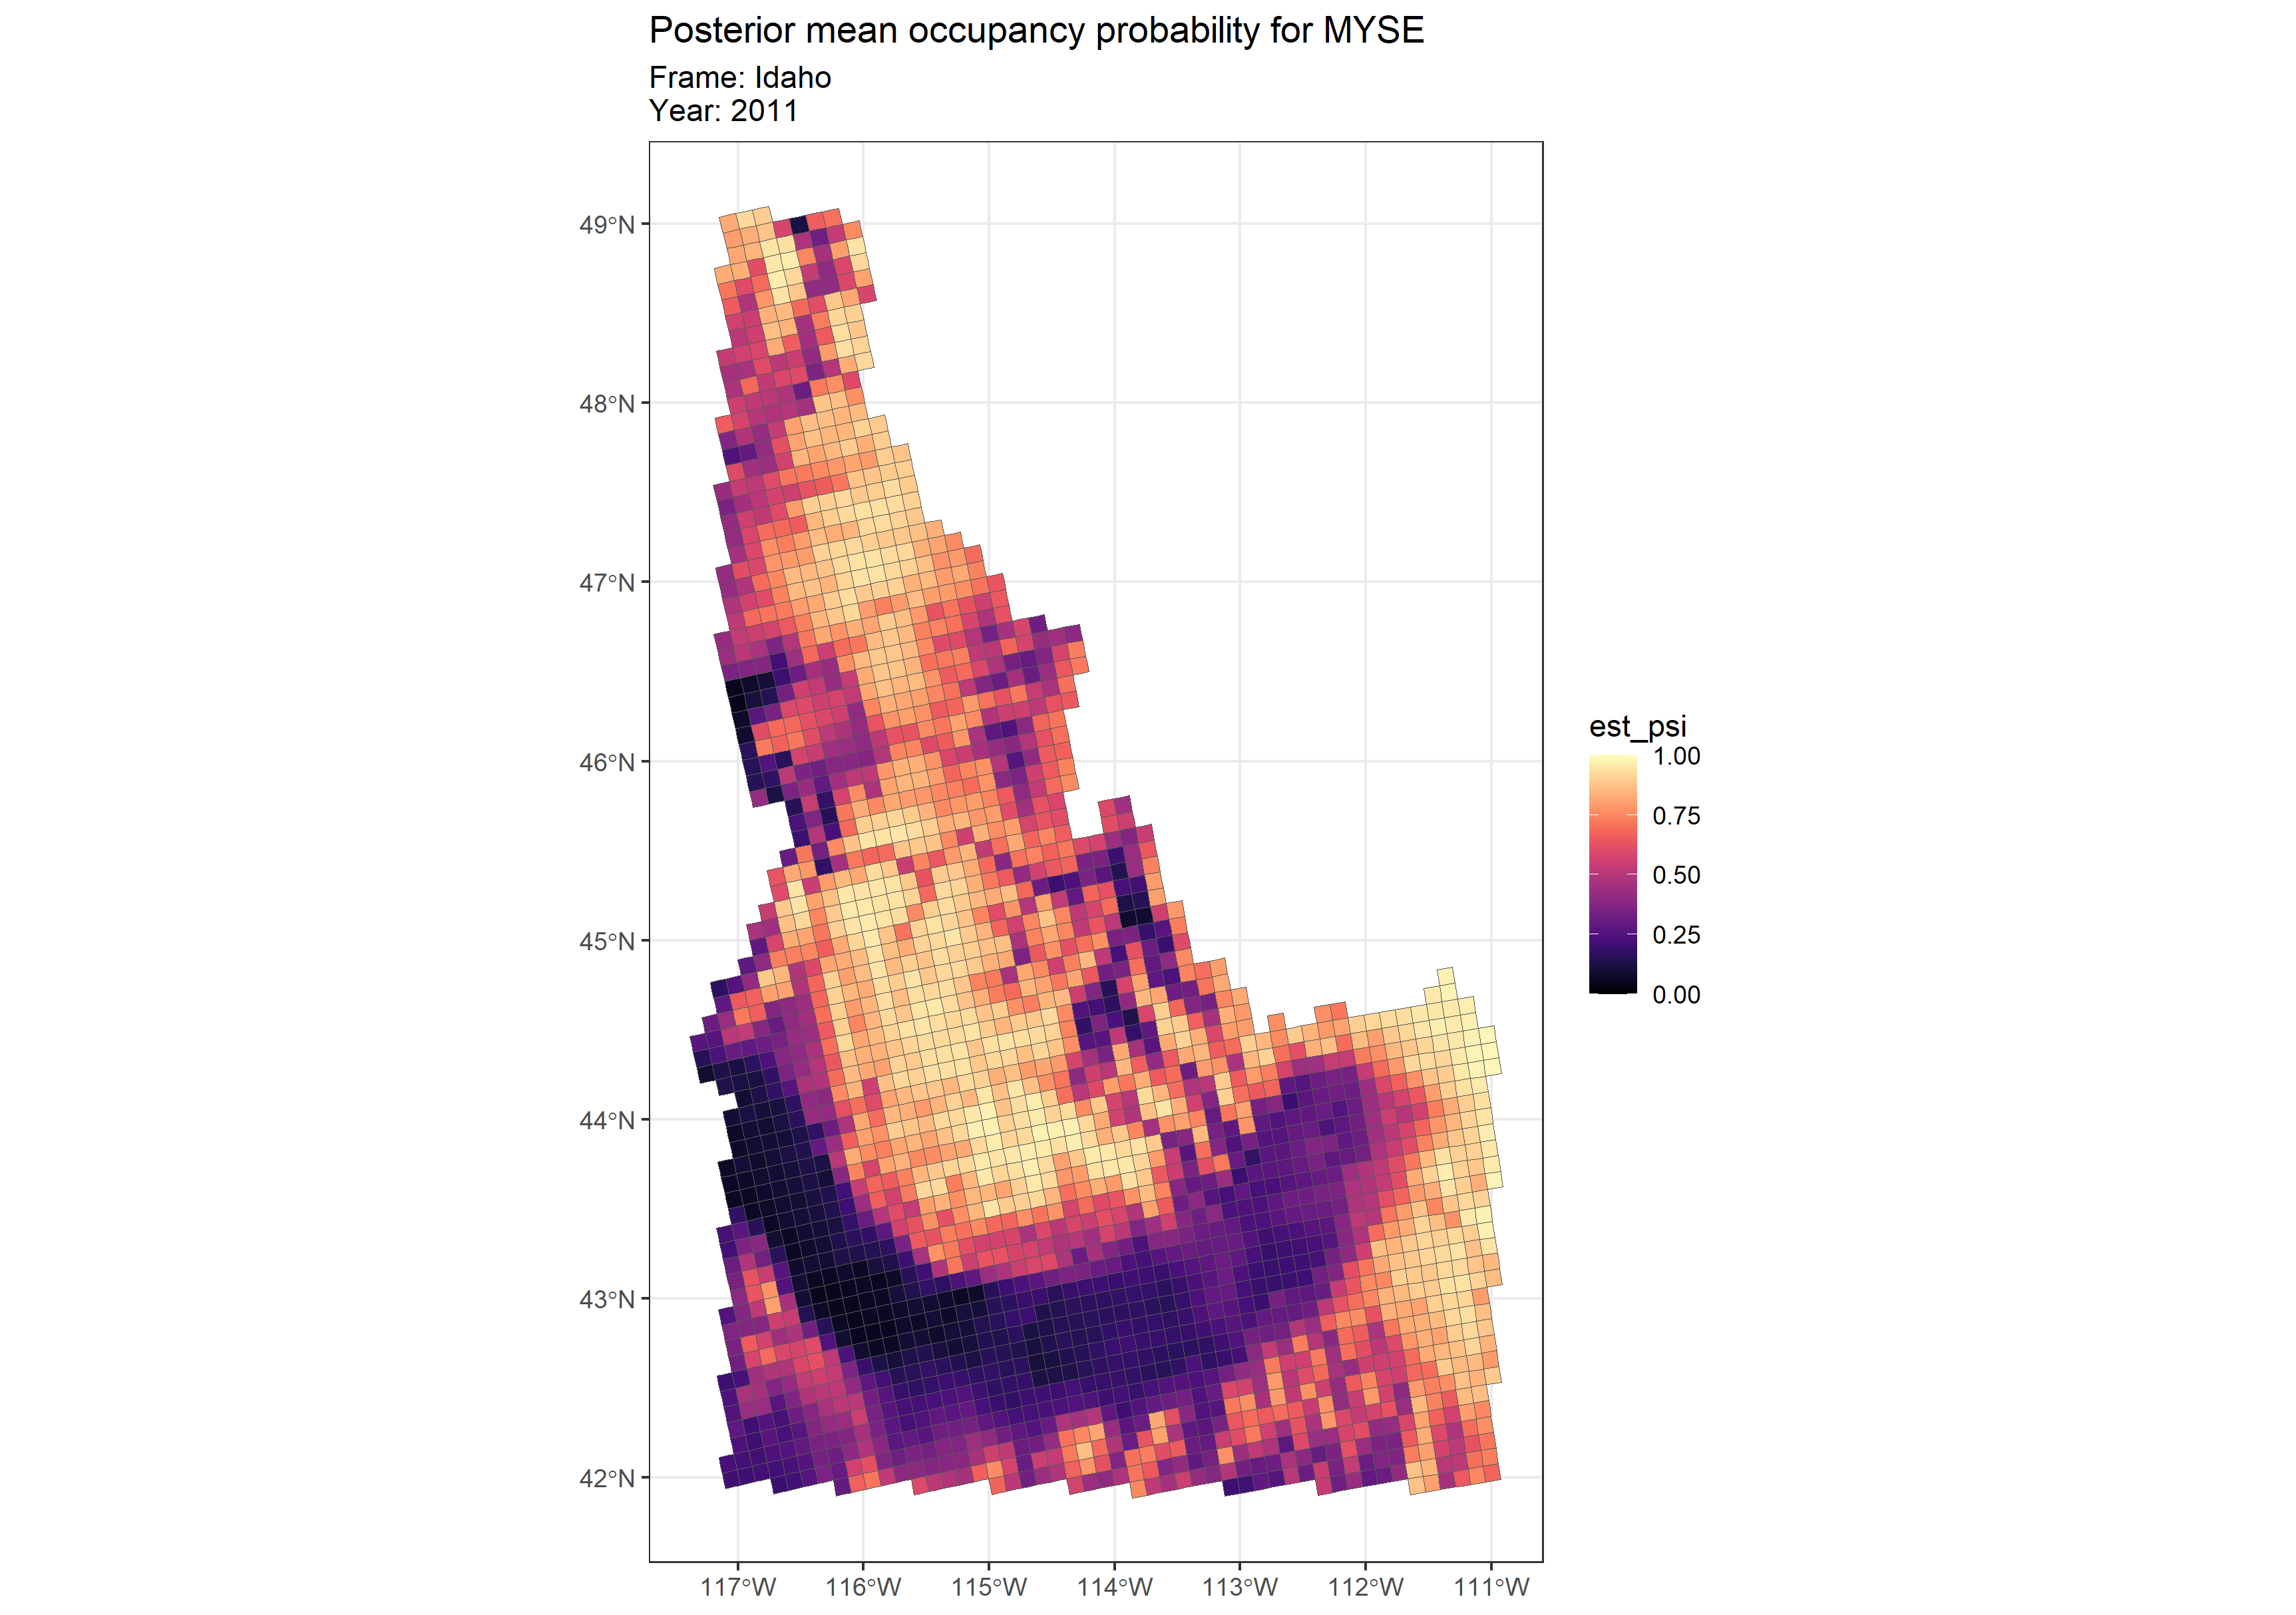 Posterior mean occupancy probability for MYSE
Frame: Idaho
Year: 2011
49°N
48°N
47°N
46°N
45°N
44°N
43°N
42°N
117°W 116°W 115°W 114°W 113°W 112°W 111°W
est_psi
1.00
0.75
0.50
0.25
0.00